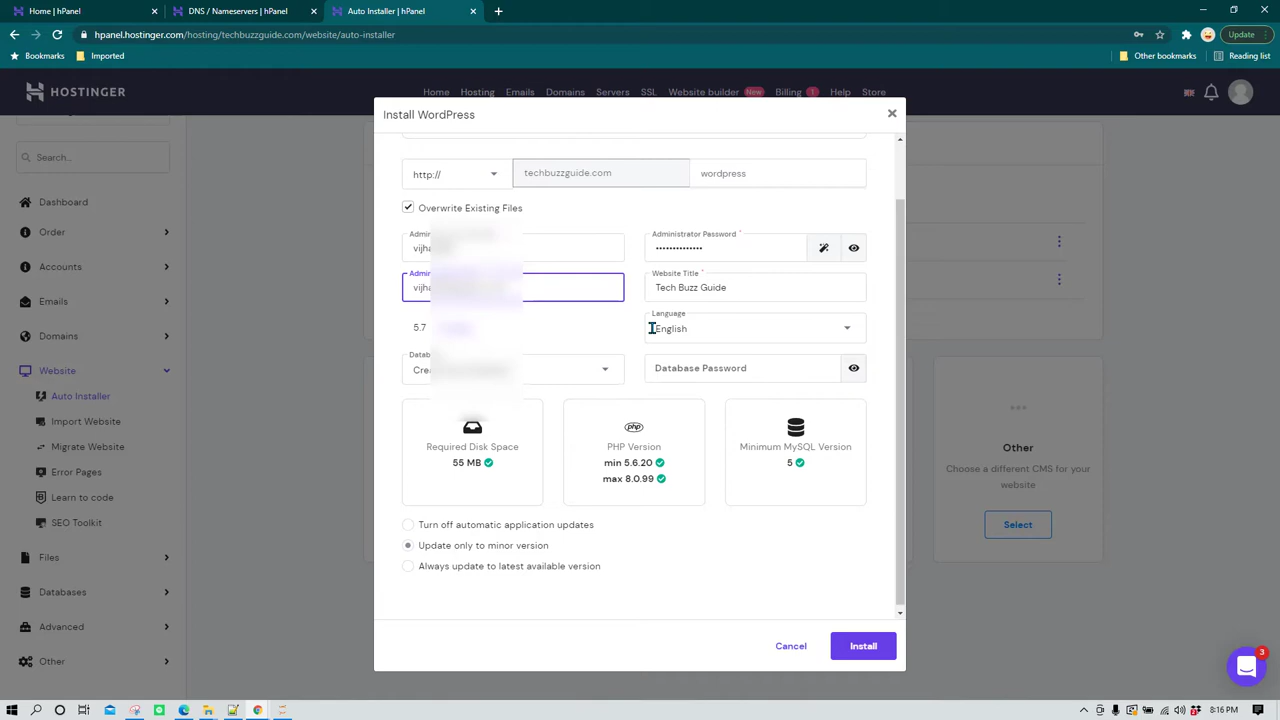 Home | hPanel
DNS / Nameservers | hPanel
Auto Installer | hPanel
hpanel.hostinger.com/hosting/techbuzzguide.com/website/auto-installer
Update
Bookmarks
Imported
Other bookmarks
Reading list
HOSTINGER
Home
Hosting
Emails
Domains
Servers
SSL
Website builder
New
Billing
1
Help
Store
Search...
Dashboard
Order
Accounts
Emails
Domains
Website
Auto Installer
Import Website
Migrate Website
Error Pages
Learn to code
SEO Toolkit
Files
Databases
Advanced
Other
Install WordPress
http://
techbuzzguide.com
wordpress
Overwrite Existing Files
Administrator Password *
••••••••••••••
Website Title *
Tech Buzz Guide
5.7
Language
English
Database Password
Required Disk Space
55 MB
php
PHP Version
min 5.6.20
max 8.0.99
Minimum MySQL Version
5
Turn off automatic application updates
Update only to minor version
Always update to latest available version
Cancel
Install
Other
Choose a different CMS for your
website
Select
3
8:16 PM